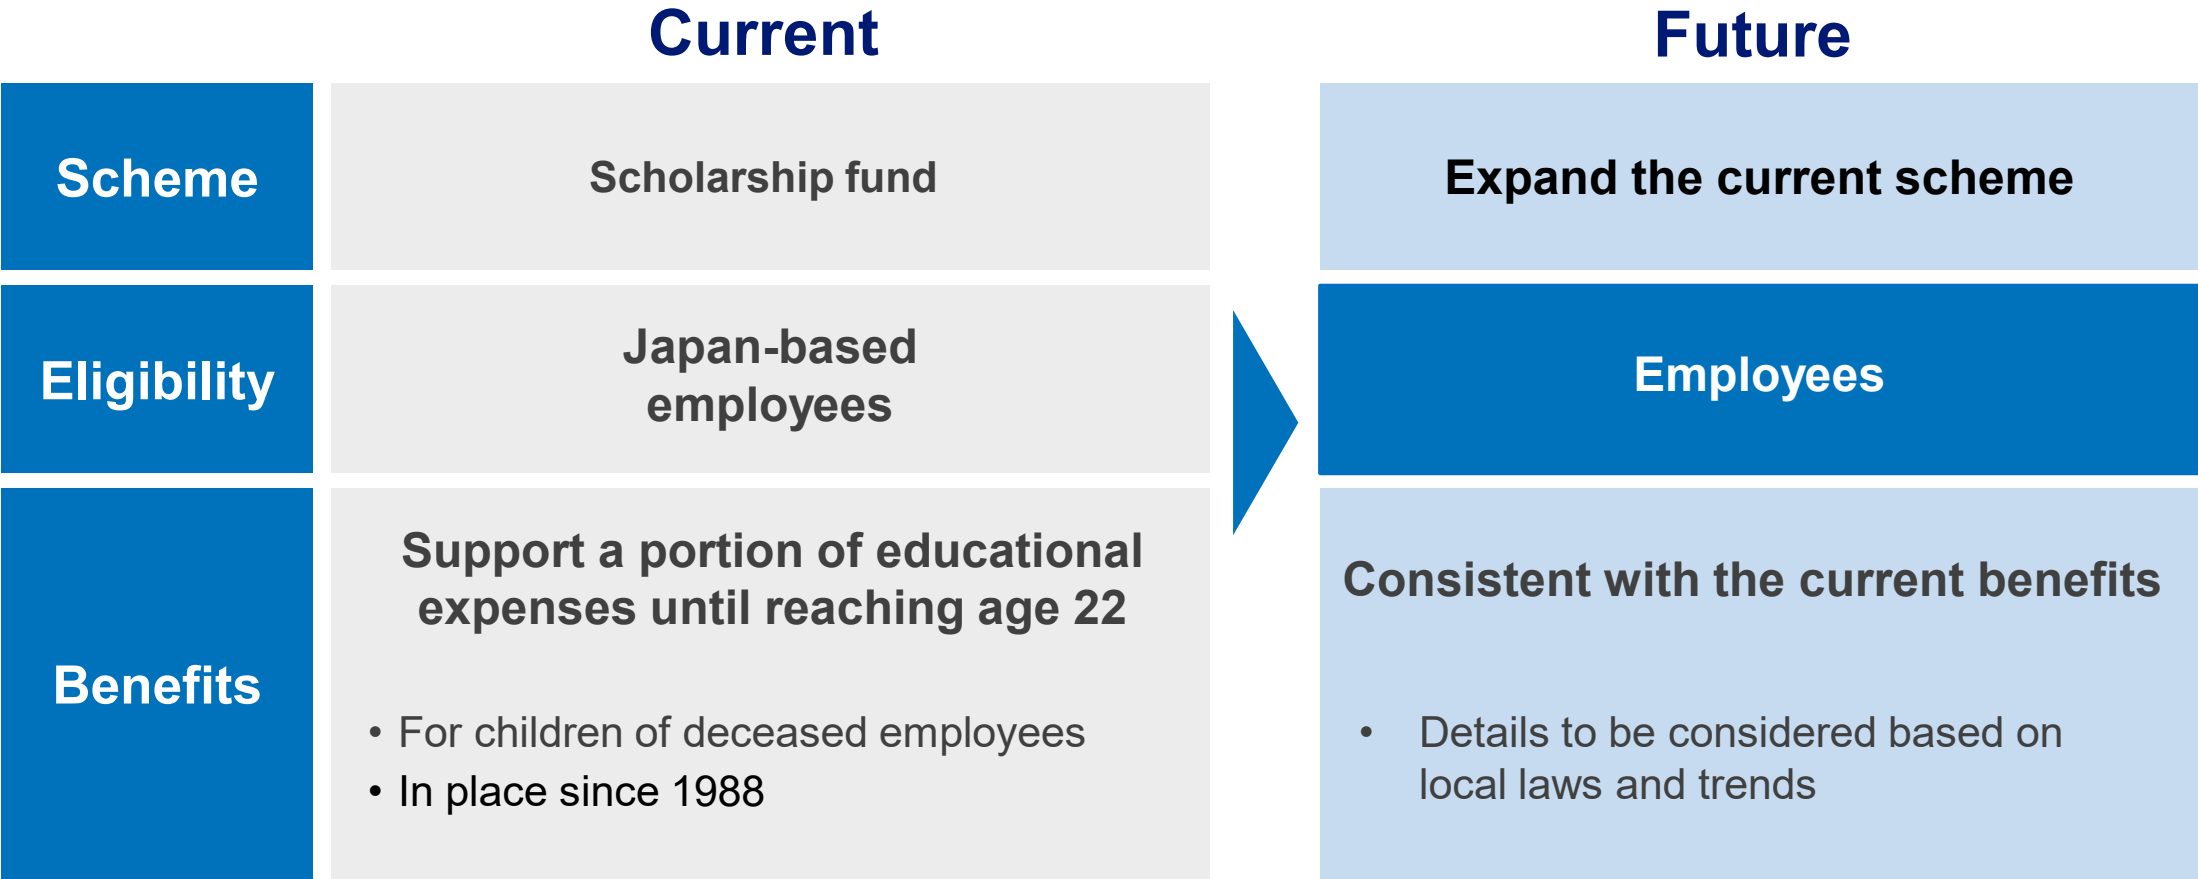 Current
Future
Scheme
Scholarship fund
Expand the current scheme
Eligibility
Japan-based
employees
Employees
Benefits
Support a portion of educational
expenses until reaching age 22
• For children of deceased employees
• In place since 1988
Consistent with the current benefits
• Details to be considered based on
local laws and trends